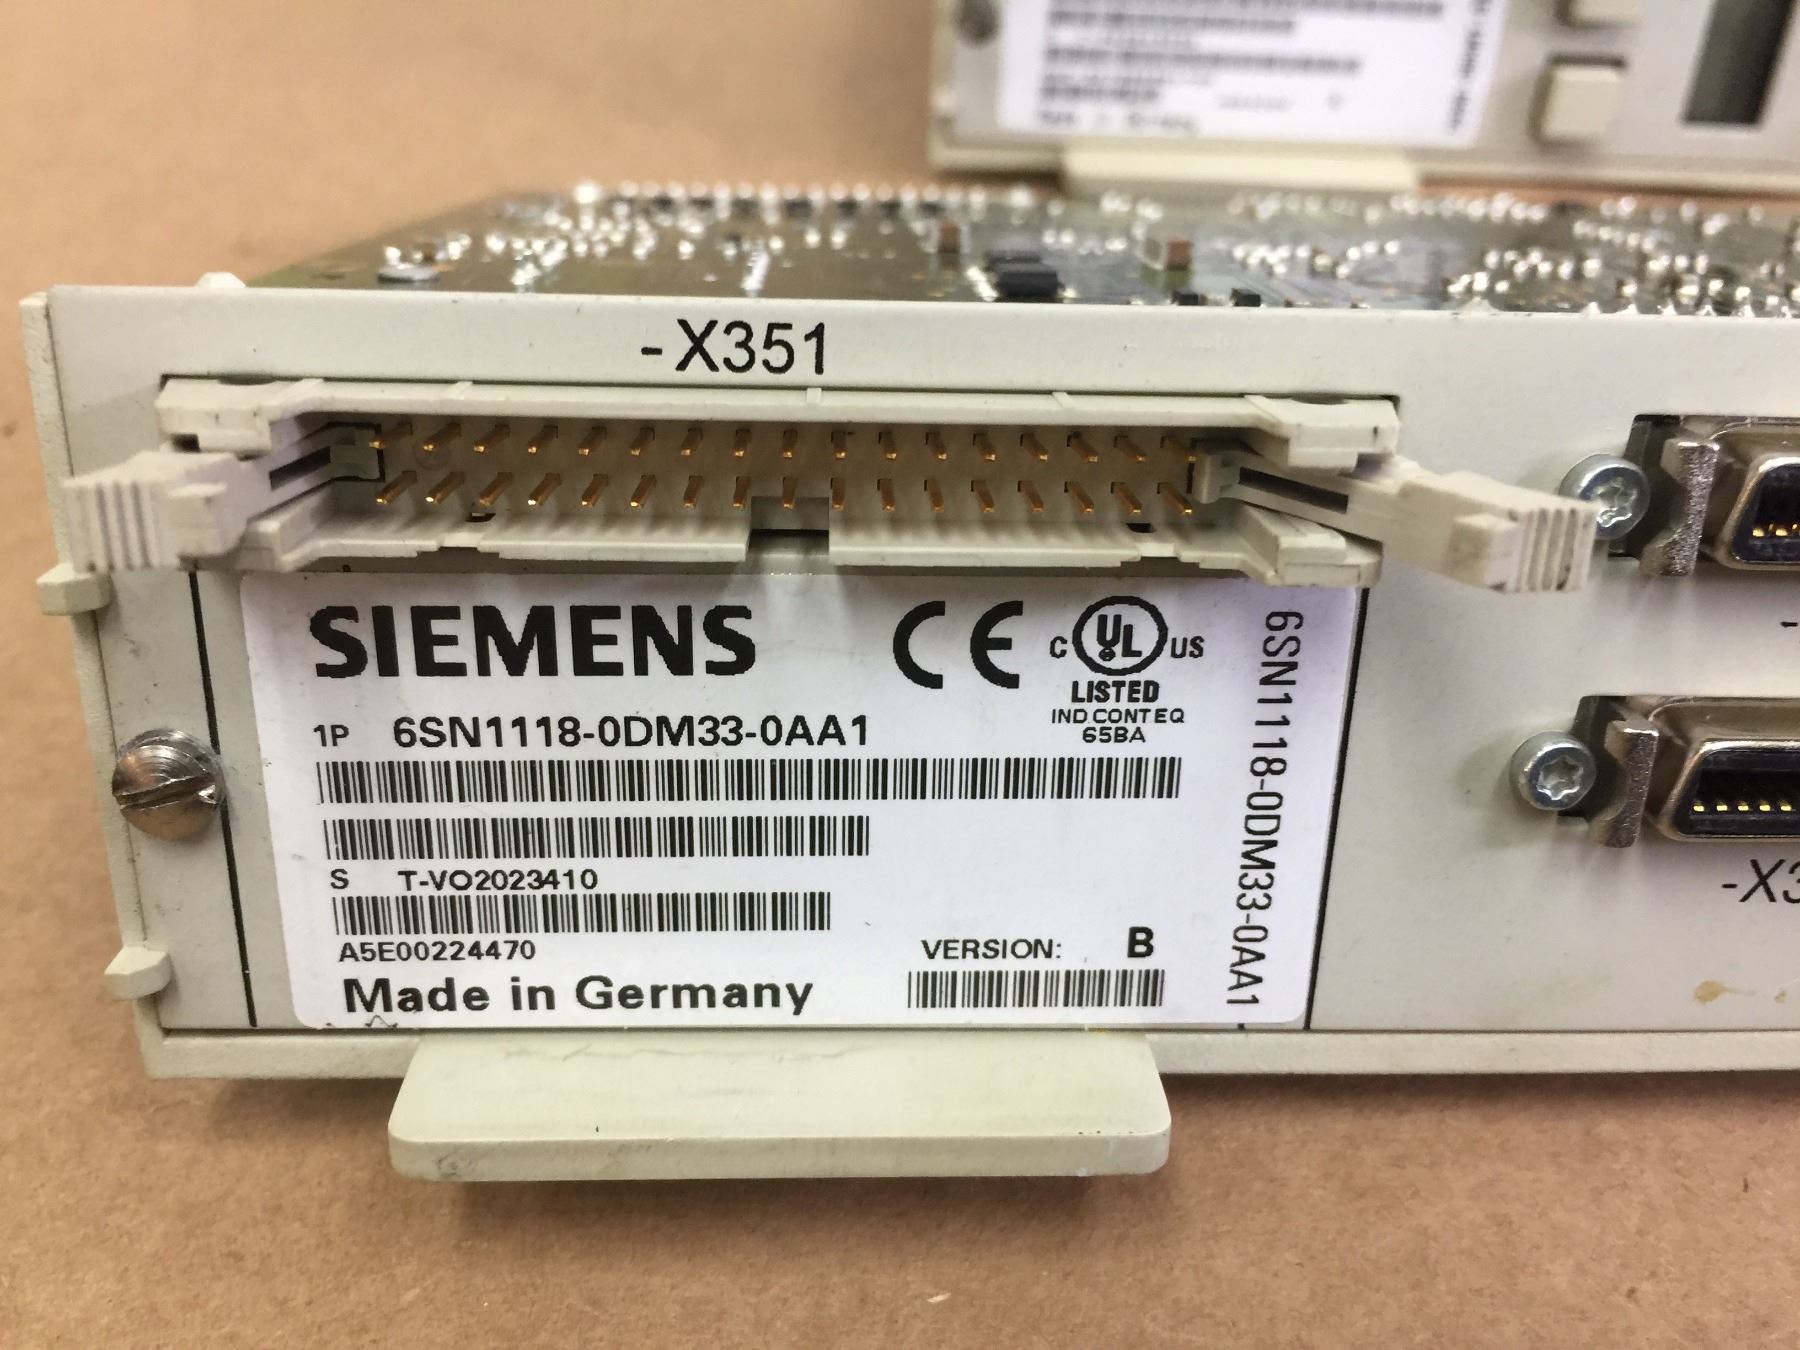 -X351
SIEMENS
CE
C UL US
LISTED
IND.CONT.EQ
65BA
1P 6SN1118-0DM33-0AA1
S T-VO2023410
A5E00224470
VERSION: B
Made in Germany
6SN1118-0DM33-0AA1